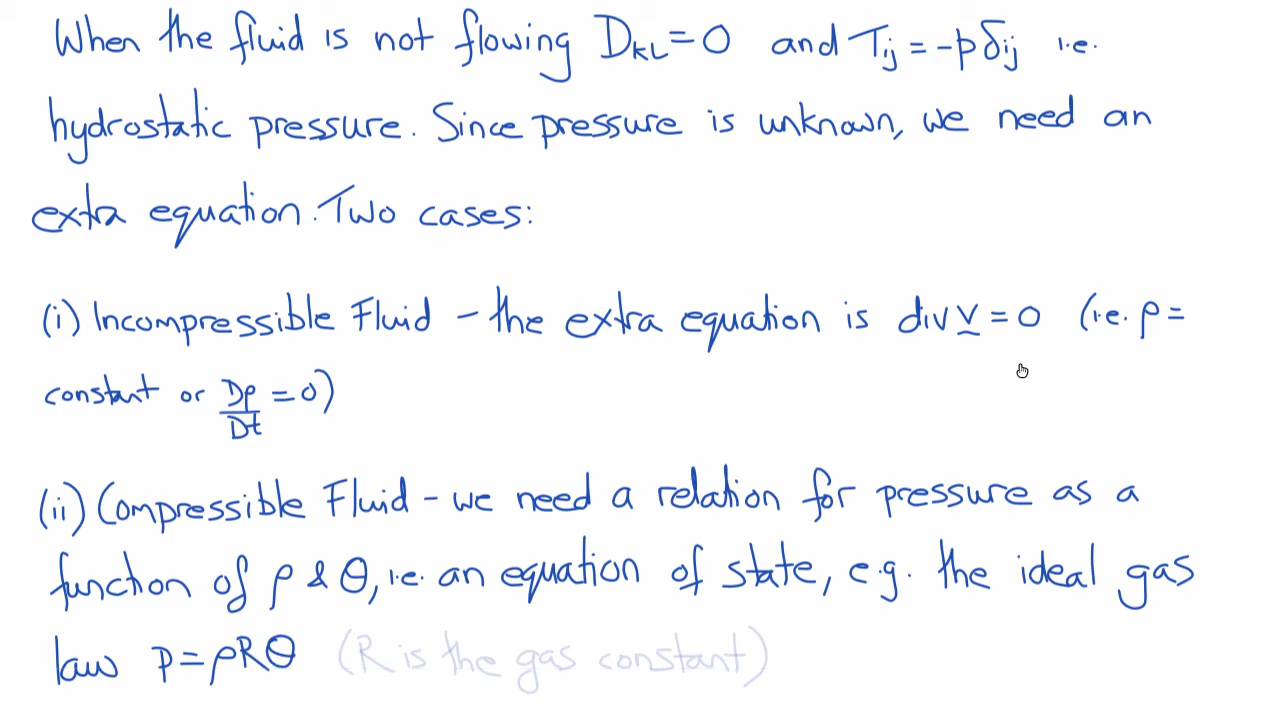 When the fluid is not flowing D_KL = 0 and T_ij = -p δ_ij i.e.
hydrostatic pressure. Since pressure is unknown, we need an
extra equation. Two cases:
(i) Incompressible Fluid - the extra equation is div v̰ = 0 (i.e. ρ =
constant or Dρ/Dt = 0)
(ii) Compressible Fluid - we need a relation for pressure as a
function of ρ & θ, i.e. an equation of state, e.g. the ideal gas
law p = ρRθ (R is the gas constant)